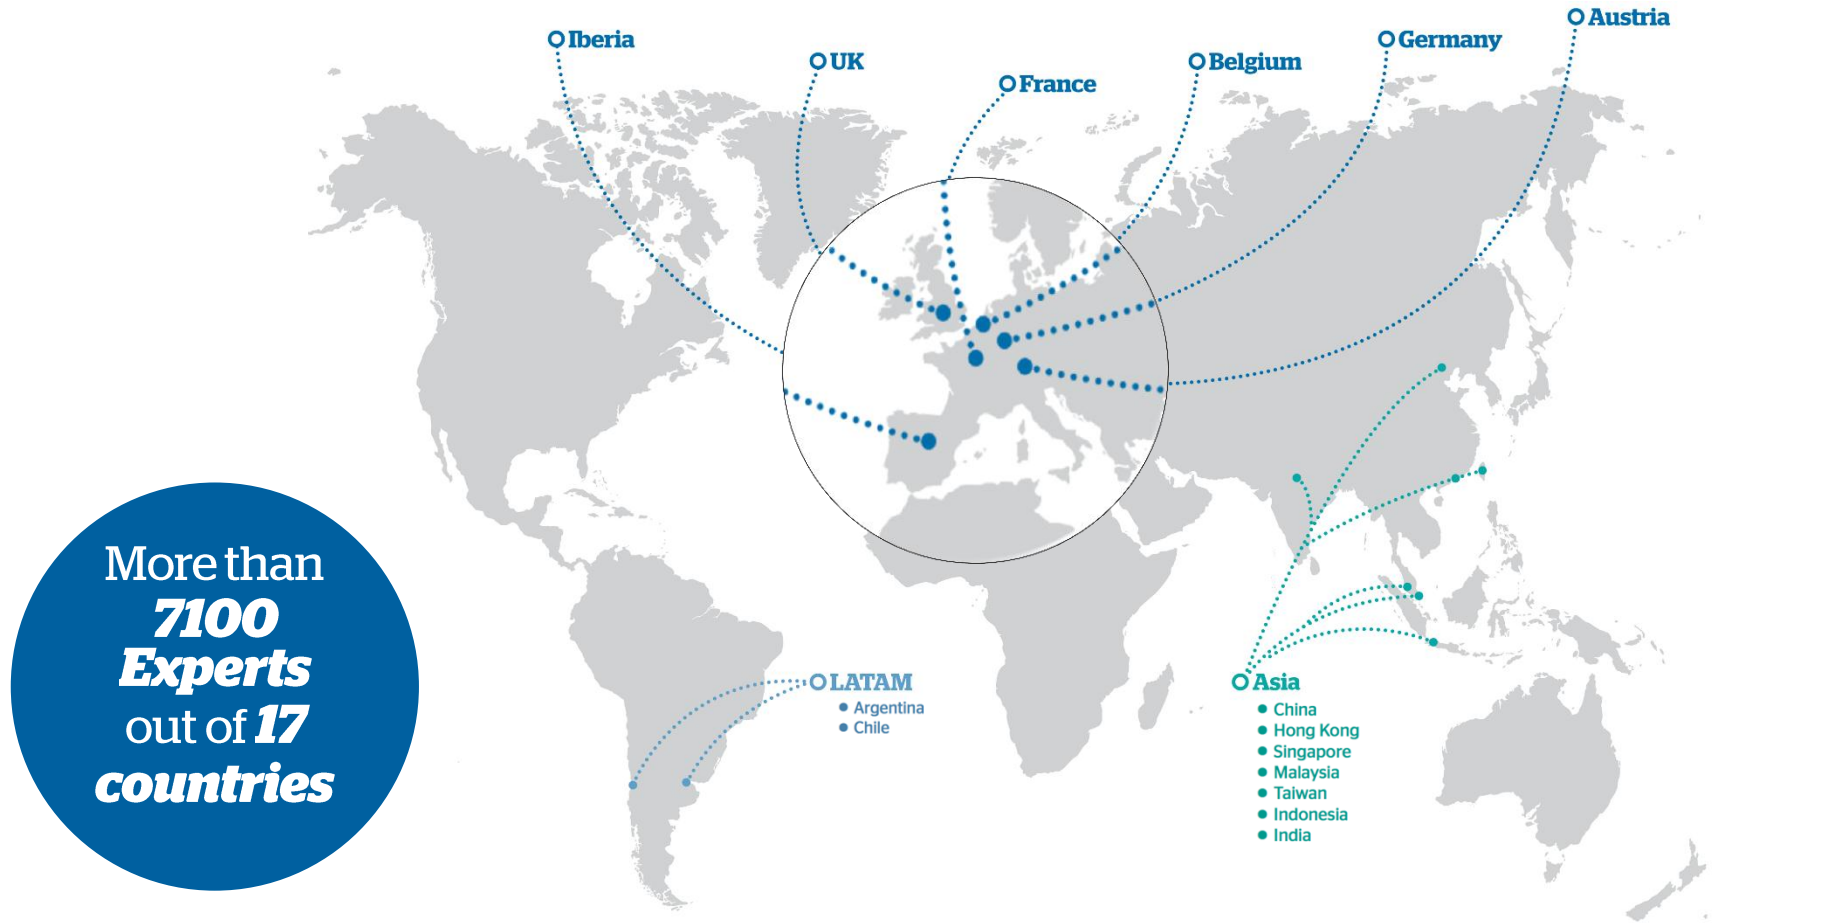 Iberia
UK
France
Belgium
Germany
Austria
More than
7100
Experts
out of 17
countries
LATAM
Argentina
Chile
Asia
China
Hong Kong
Singapore
Malaysia
Taiwan
Indonesia
India